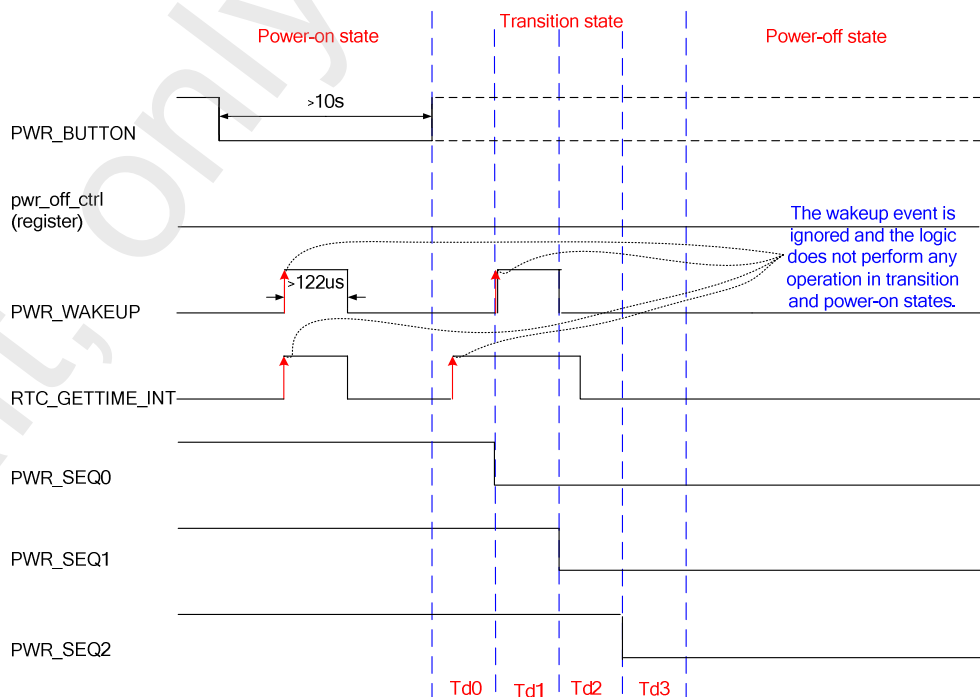 Power-on state
Transition state
Power-off state
>10s
PWR_BUTTON
pwr_off_ctrl
(register)
The wakeup event is
ignored and the logic
does not perform any
operation in transition
and power-on states.
>122us
PWR_WAKEUP
RTC_GETTIME_INT
PWR_SEQ0
PWR_SEQ1
PWR_SEQ2
Td0 Td1 Td2 Td3
only